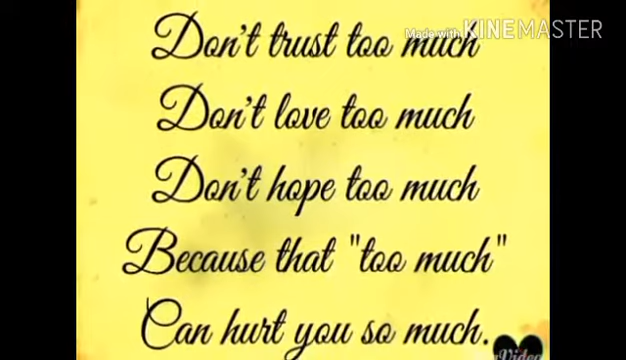 Made with KINEMASTER
Don't trust too much
Don't love too much
Don't hope too much
Because that "too much"
Can hurt you so much.